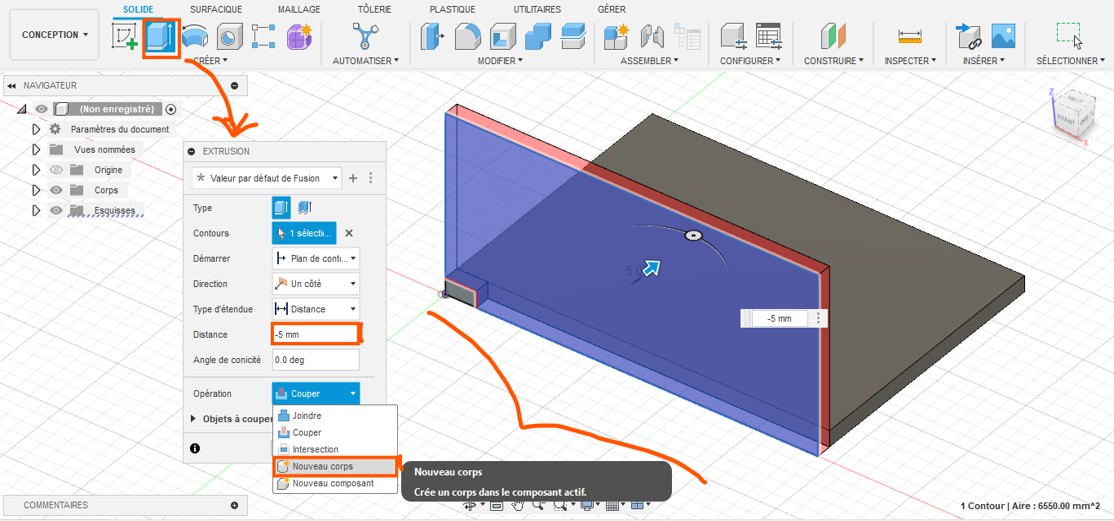 SOLIDE SURFACIQUE MAILLAGE TÔLERIE PLASTIQUE UTILITAIRES GÉRER
CONCEPTION
CRÉER AUTOMATISER MODIFIER ASSEMBLER CONFIGURER CONSTRUIRE INSPECTER INSÉRER SÉLECTIONNER
NAVIGATEUR
(Non enregistré)
Paramètres du document
Vues nommées
Origine
Corps
Esquisses
EXTRUSION
Valeur par défaut de Fusion
Type
Contours 1 sélecti...
Démarrer Plan de conti...
Direction Un côté
Type d'étendue Distance
Distance -5 mm
Angle de conicité 0.0 deg
Opération Couper
Objets à couper
Joindre
Couper
Intersection
Nouveau corps
Nouveau composant
Nouveau corps
Crée un corps dans le composant actif.
-5 mm
Z
HAUT
AVANT
X
COMMENTAIRES
1 Contour | Aire : 6550.00 mm^2